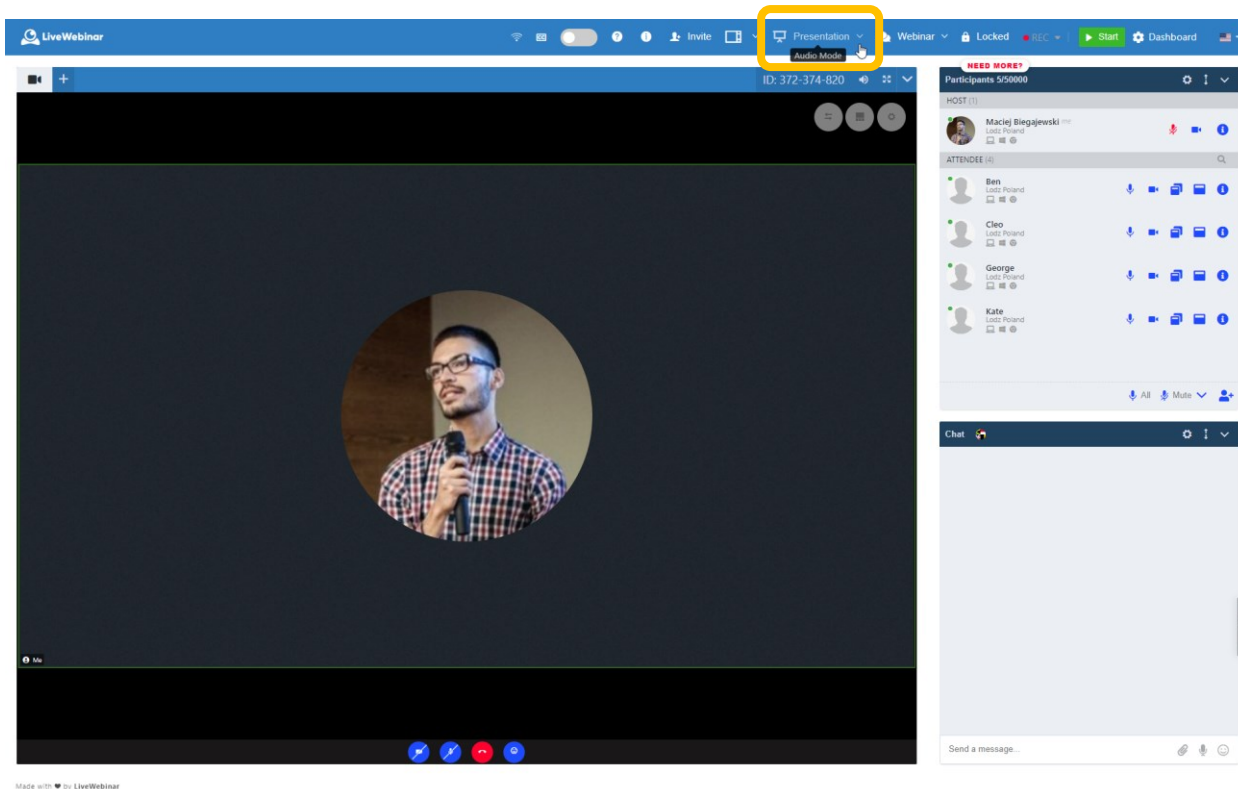 LiveWebinar
Invite
Presentation
Webinar
Locked
REC
Start
Dashboard
Audio Mode
ID: 372-374-820
NEED MORE?
Participants 5/50000
HOST (1)
Maciej Biegajewski
Lodz Poland
ATTENDEE (4)
Ben
Lodz Poland
Cleo
Lodz Poland
George
Lodz Poland
Kate
Lodz Poland
All
Mute
Chat
Me
Send a message...
Made with ♥ by LiveWebinar